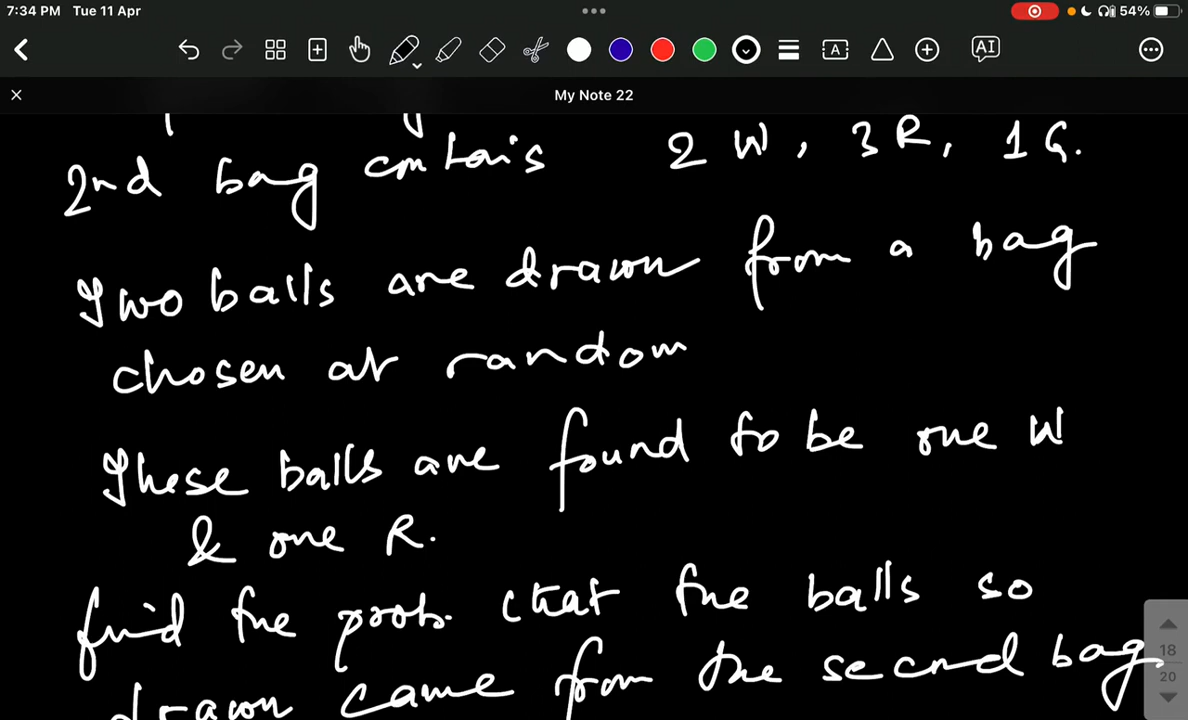 7:34 PM Tue 11 Apr
54%
A
AI
My Note 22
2nd bag contais 2 W, 3 R, 1 G.
Two balls are drawn from a bag
chosen at random
These balls are found to be one W
& one R.
find the prob. that the balls so
drawn came from the second bag
18
20